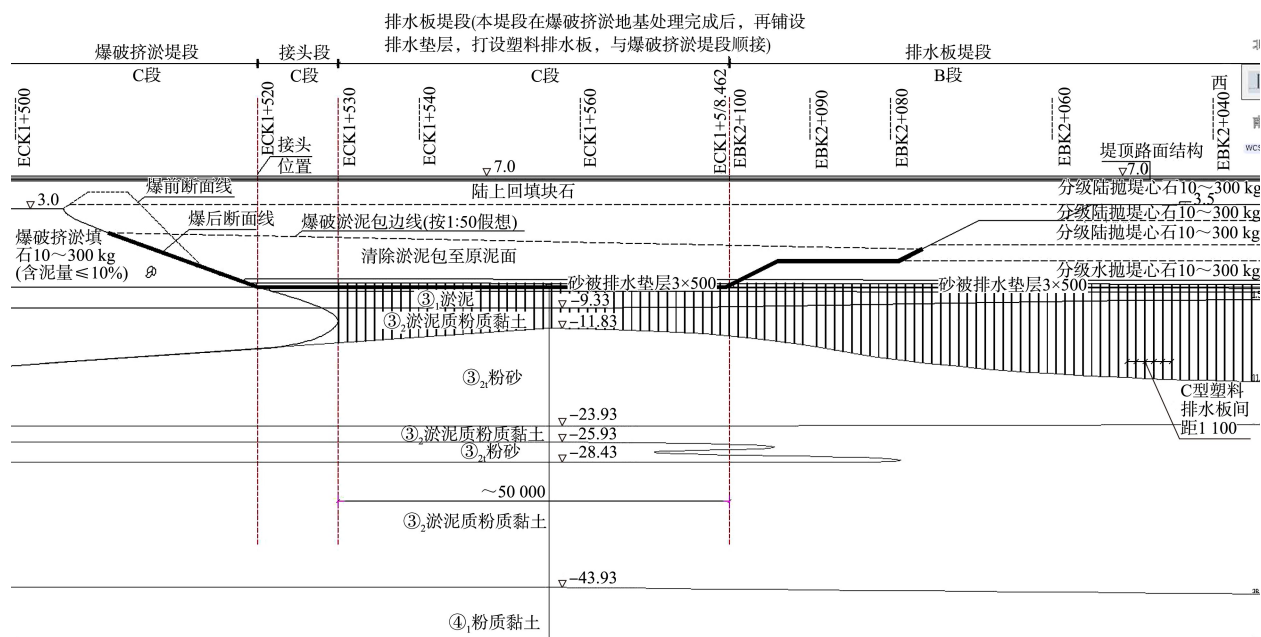 排水板堤段(本堤段在爆破挤淤地基处理完成后，再铺设
排水垫层，打设塑料排水板，与爆破挤淤堤段顺接)
爆破挤淤堤段
接头段
排水板堤段
C段
C段
C段
B段
西
ECK1+500
ECK1+520
ECK1+530
ECK1+540
ECK1+560
ECK1+5/8.462
EBK2+100
EBK2+090
EBK2+080
EBK2+060
EBK2+040
WCS
接头
位置
堤顶路面结构
7.0
7.0
爆前断面线
陆上回填块石
分级陆抛堤心石10～300 kg
3.0
−3.5
爆后断面线
爆破淤泥包边线(按1:50假想)
分级陆抛堤心石10～300 kg
爆破挤淤填
石10～300 kg
(含泥量≤10%)
清除淤泥包至原泥面
分级陆抛堤心石10～300 kg
分级水抛堤心石10～300 kg
砂被排水垫层3×500
砂被排水垫层3×500
③1淤泥
−9.33
③2淤泥质粉质黏土
−11.83
③2t粉砂
C型塑料
排水板间
距1 100
−23.93
③2淤泥质粉质黏土
−25.93
③2t粉砂
−28.43
～50 000
③2淤泥质粉质黏土
−43.93
④1粉质黏土